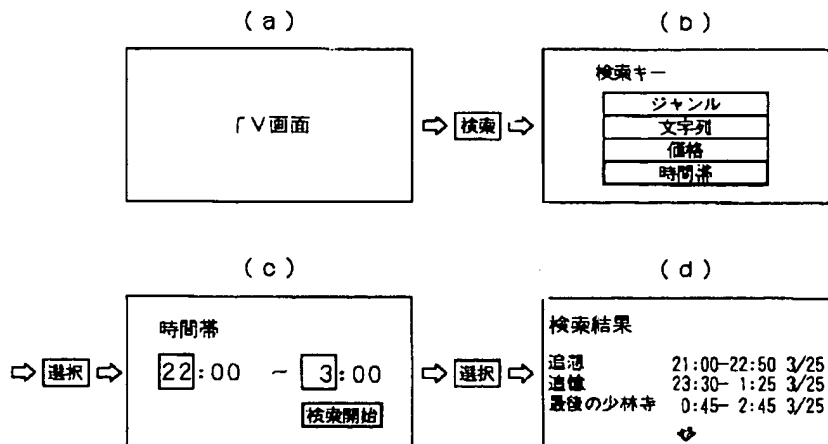 (a)
(b)
TV画面
検索
検索キー
ジャンル
文字列
価格
時間帯
(c)
(d)
選択
時間帯
22:00 ~ 3:00
検索開始
選択
検索結果
追想 21:00-22:50 3/25
追憶 23:30- 1:25 3/25
最後の少林寺 0:45- 2:45 3/25